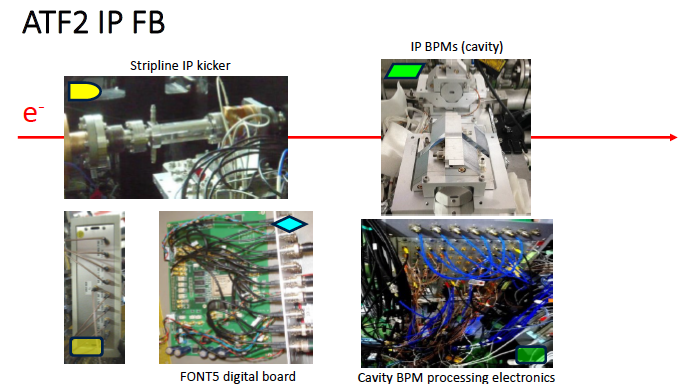 ATF2 IP FB
IP BPMs (cavity)
Stripline IP kicker
e⁻
FONT5 digital board
Cavity BPM processing electronics